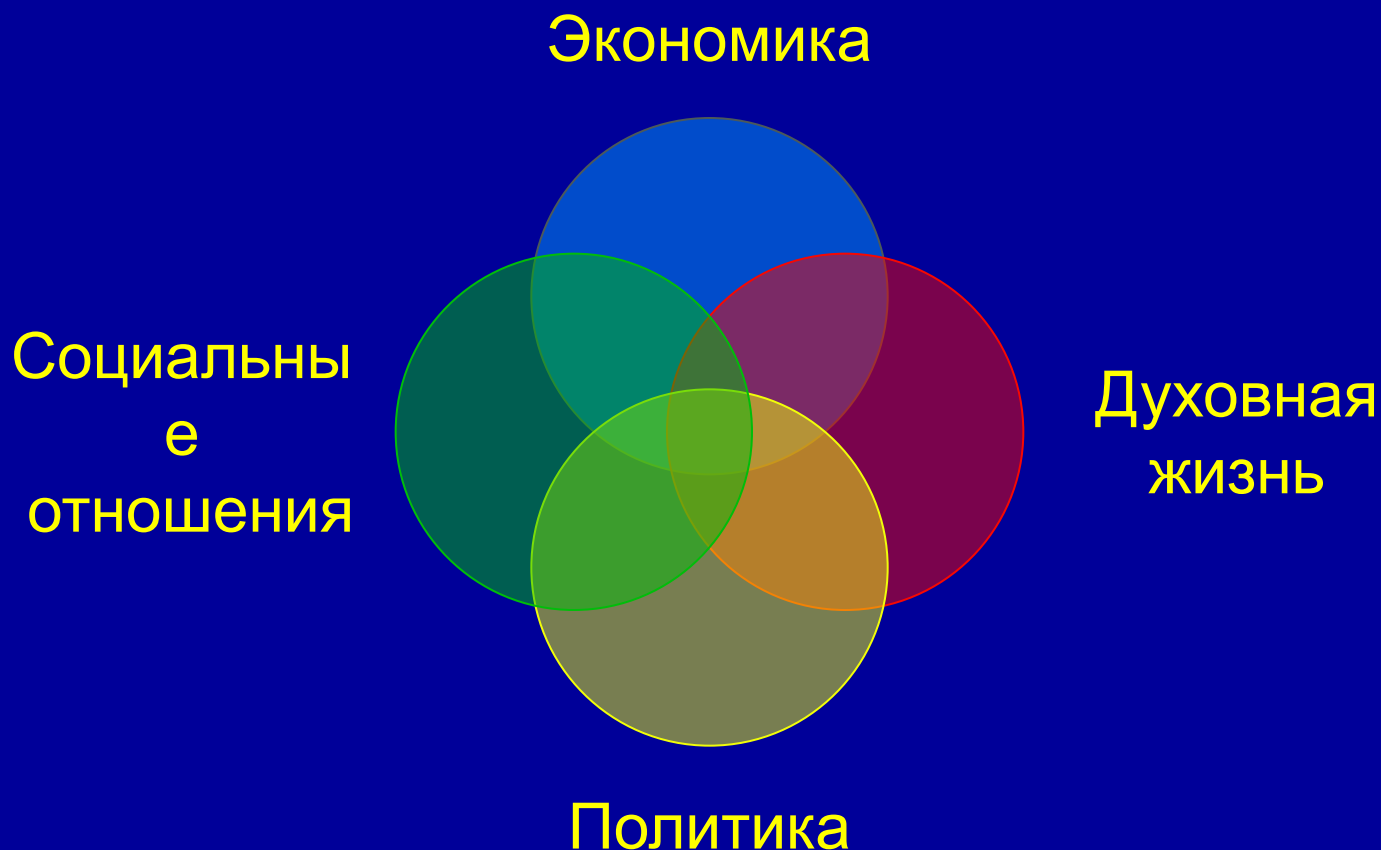 Экономика
Социальны
е
отношения
Духовная
жизнь
Политика